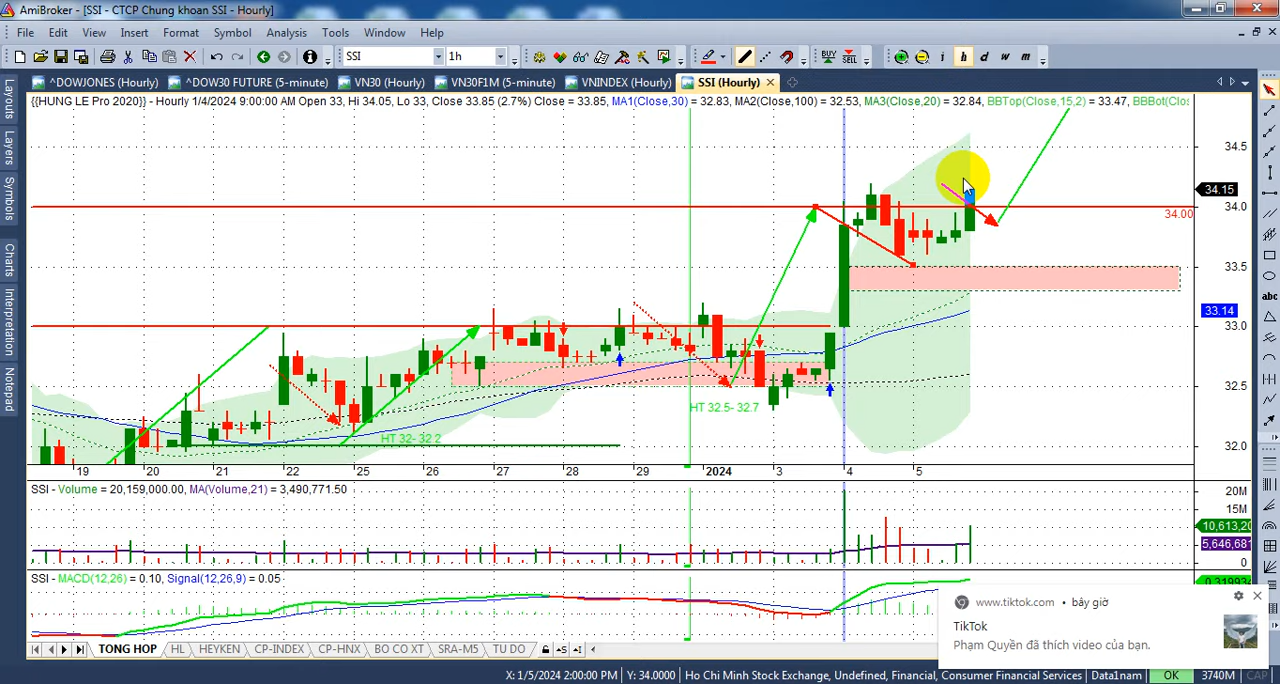 AmiBroker - [SSI - CTCP Chung khoan SSI - Hourly]
File Edit View Insert Format Symbol Analysis Tools Window Help
SSI 1h BUY SELL i h d w m
^DOWJONES (Hourly) ^DOW30 FUTURE (5-minute) VN30 (Hourly) VN30F1M (5-minute) VNINDEX (Hourly) SSI (Hourly)
{{HUNG LE Pro 2020}} - Hourly 1/4/2024 9:00:00 AM Open 33, Hi 34.05, Lo 33, Close 33.85 (2.7%) Close = 33.85, MA1(Close,30) = 32.83, MA2(Close,100) = 32.53, MA3(Close,20) = 32.84, BBTop(Close,15,2) = 33.47, BBBot(Clos
Layouts
Layers
Symbols
Charts
Interpretation
Notepad
abc
34.5
34.15
34.0
34.00
33.5
33.14
33.0
32.5
32.0
HT 32.5- 32.7
HT 32- 32.2
19 20 21 22 25 26 27 28 29 2024 3 4 5
SSI - Volume = 20,159,000.00, MA(Volume,21) = 3,490,771.50
20M
15M
10,613,20
5,646,681
0
SSI - MACD(12,26) = 0.10, Signal(12,26,9) = 0.05
0.319934
www.tiktok.com • bây giờ
TikTok
Phạm Quyền đã thích video của bạn.
TONG HOP HL HEYKEN CP-INDEX CP-HNX BO CO XT SRA-M5 TU DO
X: 1/5/2024 2:00:00 PM Y: 34.0000 Ho Chi Minh Stock Exchange, Undefined, Financial, Consumer Financial Services Data1nam OK 3740M CAP